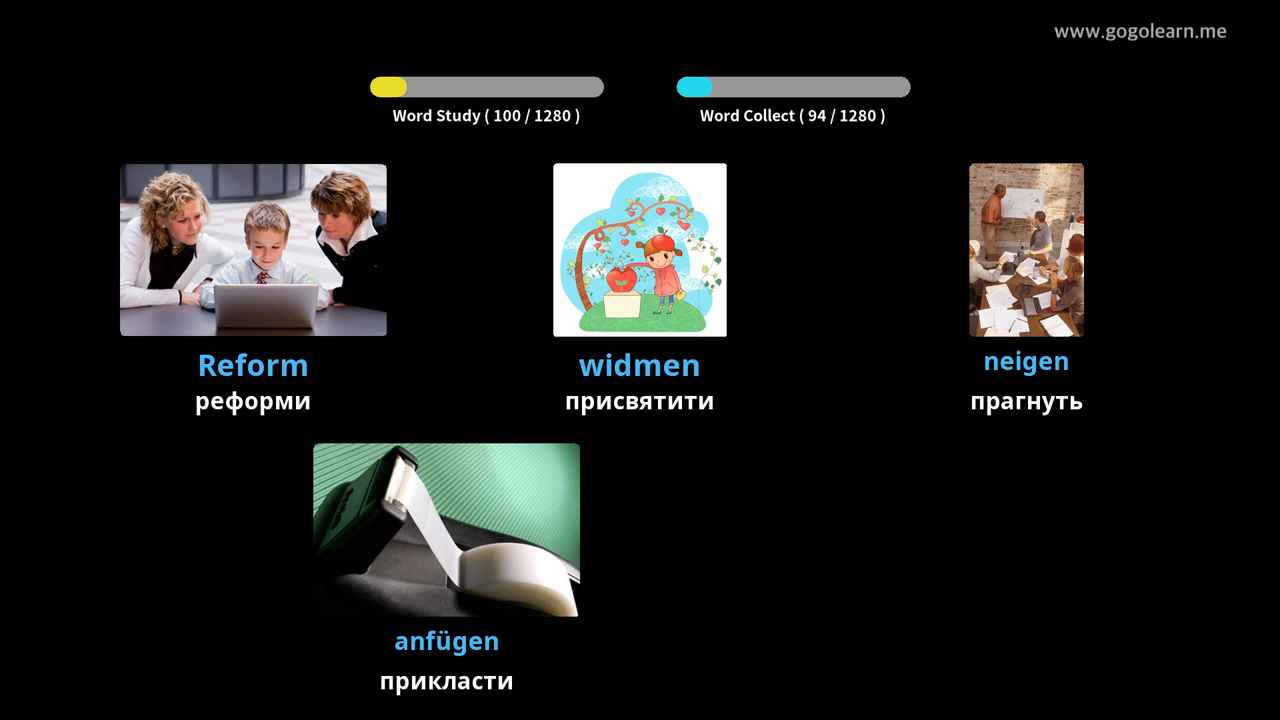 www.gogolearn.me
Word Study ( 100 / 1280 )
Word Collect ( 94 / 1280 )
Reform
реформи
widmen
присвятити
neigen
прагнуть
anfügen
прикласти